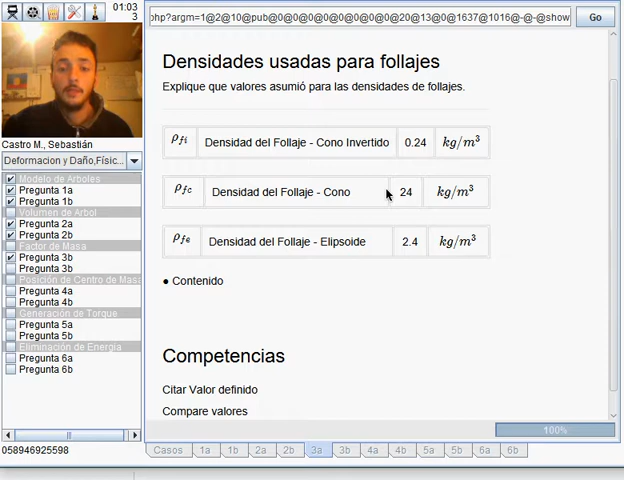 01:03
3
php?argm=1@2@10@pub@0@0@0@0@0@0@0@0@20@13@0@1637@1016@-@-@show
Go
Castro M., Sebastián
Deformacion y Daño,Físic...
Modelo de Arboles
Pregunta 1a
Pregunta 1b
Volumen de Arbol
Pregunta 2a
Pregunta 2b
Factor de Masa
Pregunta 3b
Pregunta 3b
Posición de Centro de Masa
Pregunta 4a
Pregunta 4b
Generación de Torque
Pregunta 5a
Pregunta 5b
Eliminación de Energía
Pregunta 6a
Pregunta 6b
058946925598
Densidades usadas para follajes
Explique que valores asumió para las densidades de follajes.
ρfi Densidad del Follaje - Cono Invertido 0.24 kg/m³
ρfc Densidad del Follaje - Cono 24 kg/m³
ρfe Densidad del Follaje - Elipsoide 2.4 kg/m³
● Contenido
Competencias
Citar Valor definido
Compare valores
100%
Casos 1a 1b 2a 2b 3a 3b 4a 4b 5a 5b 6a 6b